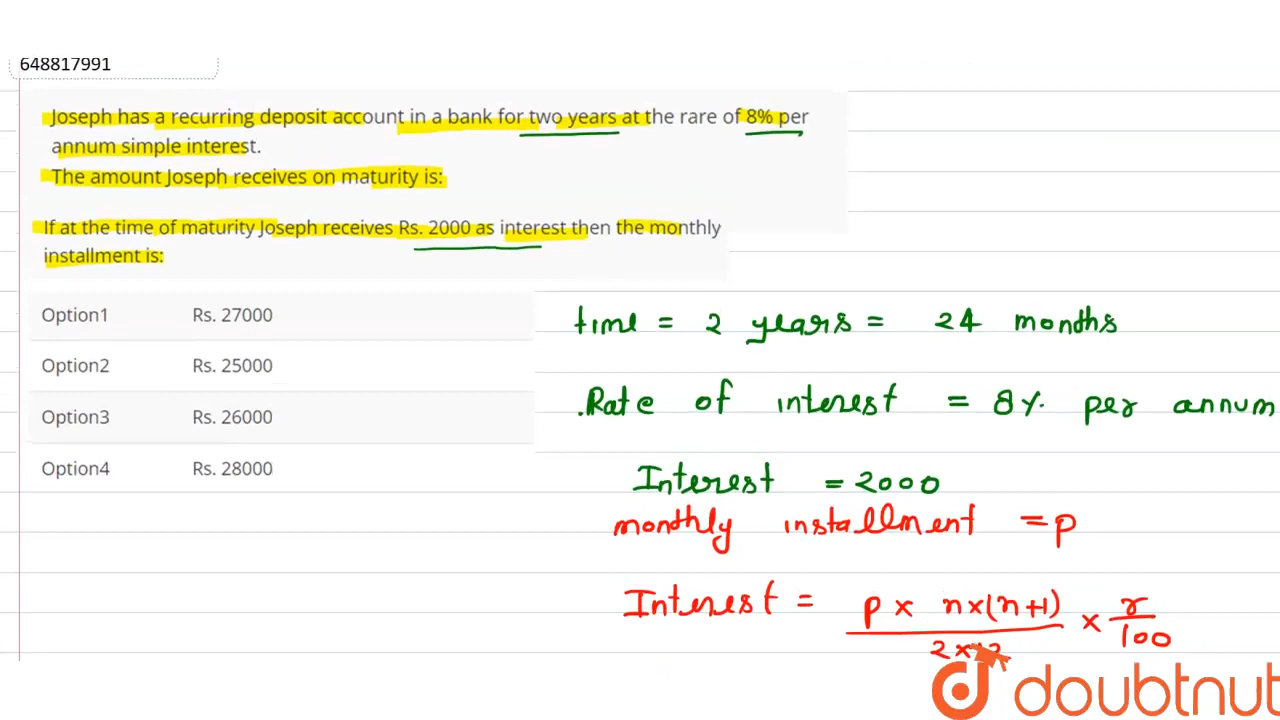 648817991
Joseph has a recurring deposit account in a bank for two years at the rare of 8% per
annum simple interest.
The amount Joseph receives on maturity is:
If at the time of maturity Joseph receives Rs. 2000 as interest then the monthly
installment is:
Option1 Rs. 27000
Option2 Rs. 25000
Option3 Rs. 26000
Option4 Rs. 28000
time = 2 years = 24 months
.Rate of interest = 8%. per annum
Interest = 2000
monthly installment = p
Interest = p × n×(n+1) × r
2×12 100
doubtnut